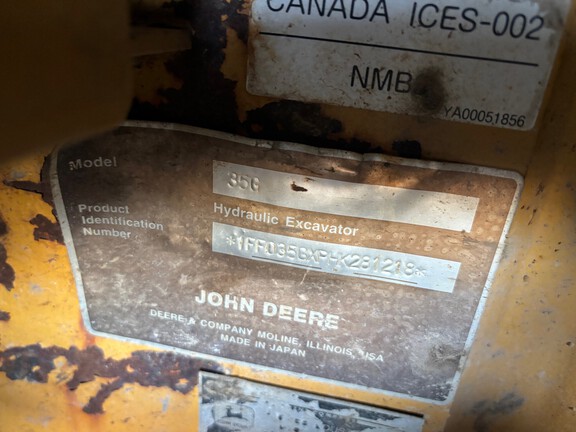 CANADA ICES-002
NMB
YA00051856
Model
35G
Hydraulic Excavator
Product
Identification
Number
*1FF035GXPHK281218*
JOHN DEERE
DEERE & COMPANY MOLINE, ILLINOIS, USA
MADE IN JAPAN